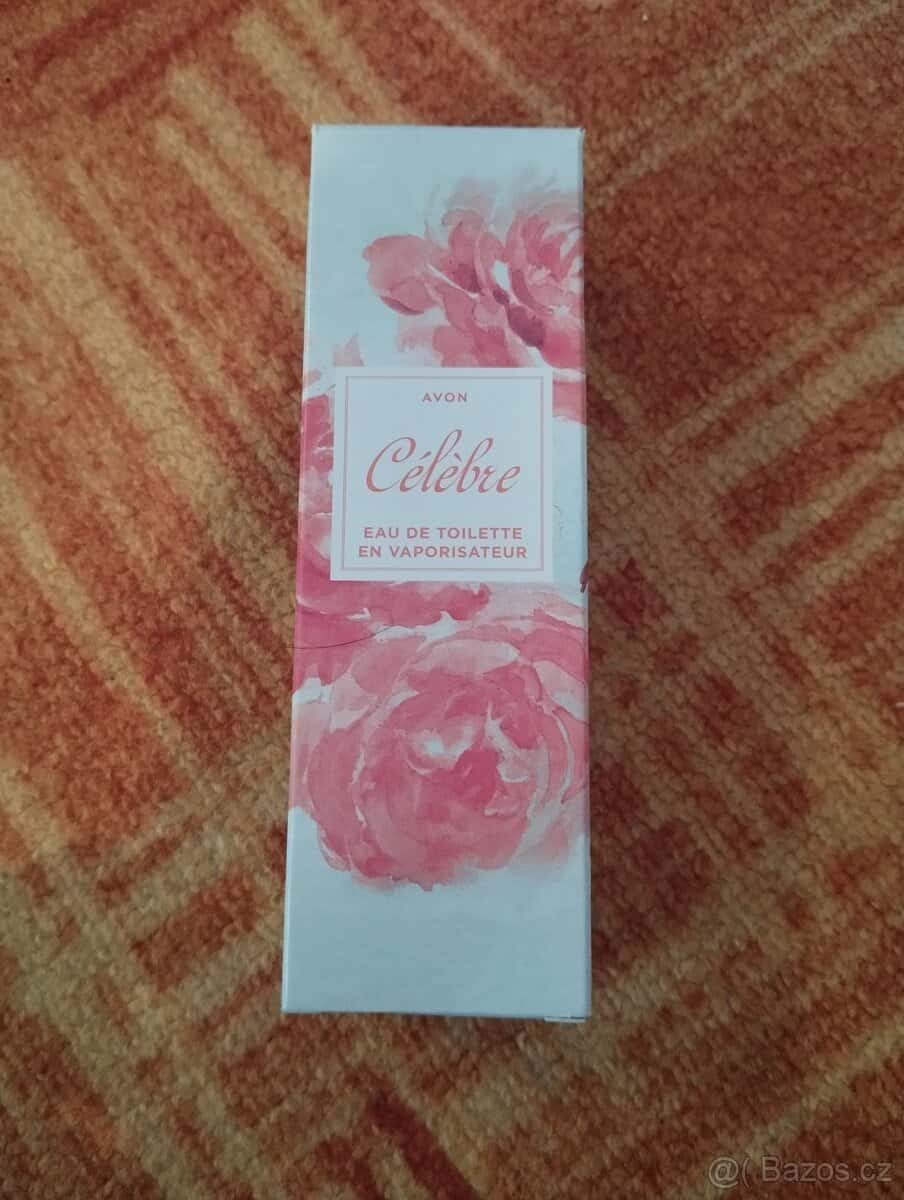 AVON
Célèbre
EAU DE TOILETTE
EN VAPORISATEUR
@( Bazos.cz